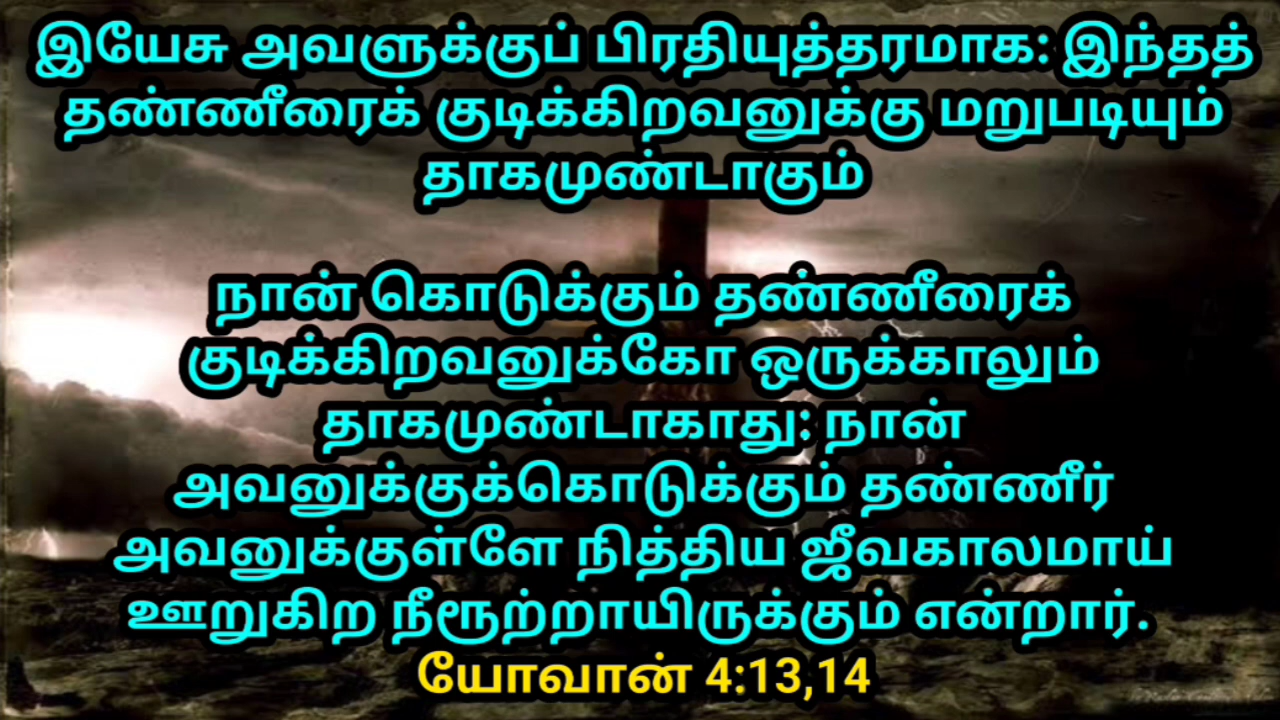 இயேசு அவளுக்குப் பிரதியுத்தரமாக: இந்தத்
தண்ணீரைக் குடிக்கிறவனுக்கு மறுபடியும்
தாகமுண்டாகும்
நான் கொடுக்கும் தண்ணீரைக்
குடிக்கிறவனுக்கோ ஒருக்காலும்
தாகமுண்டாகாது: நான்
அவனுக்குக்கொடுக்கும் தண்ணீர்
அவனுக்குள்ளே நித்திய ஜீவகாலமாய்
ஊறுகிற நீரூற்றாயிருக்கும் என்றார்.
யோவான் 4:13,14